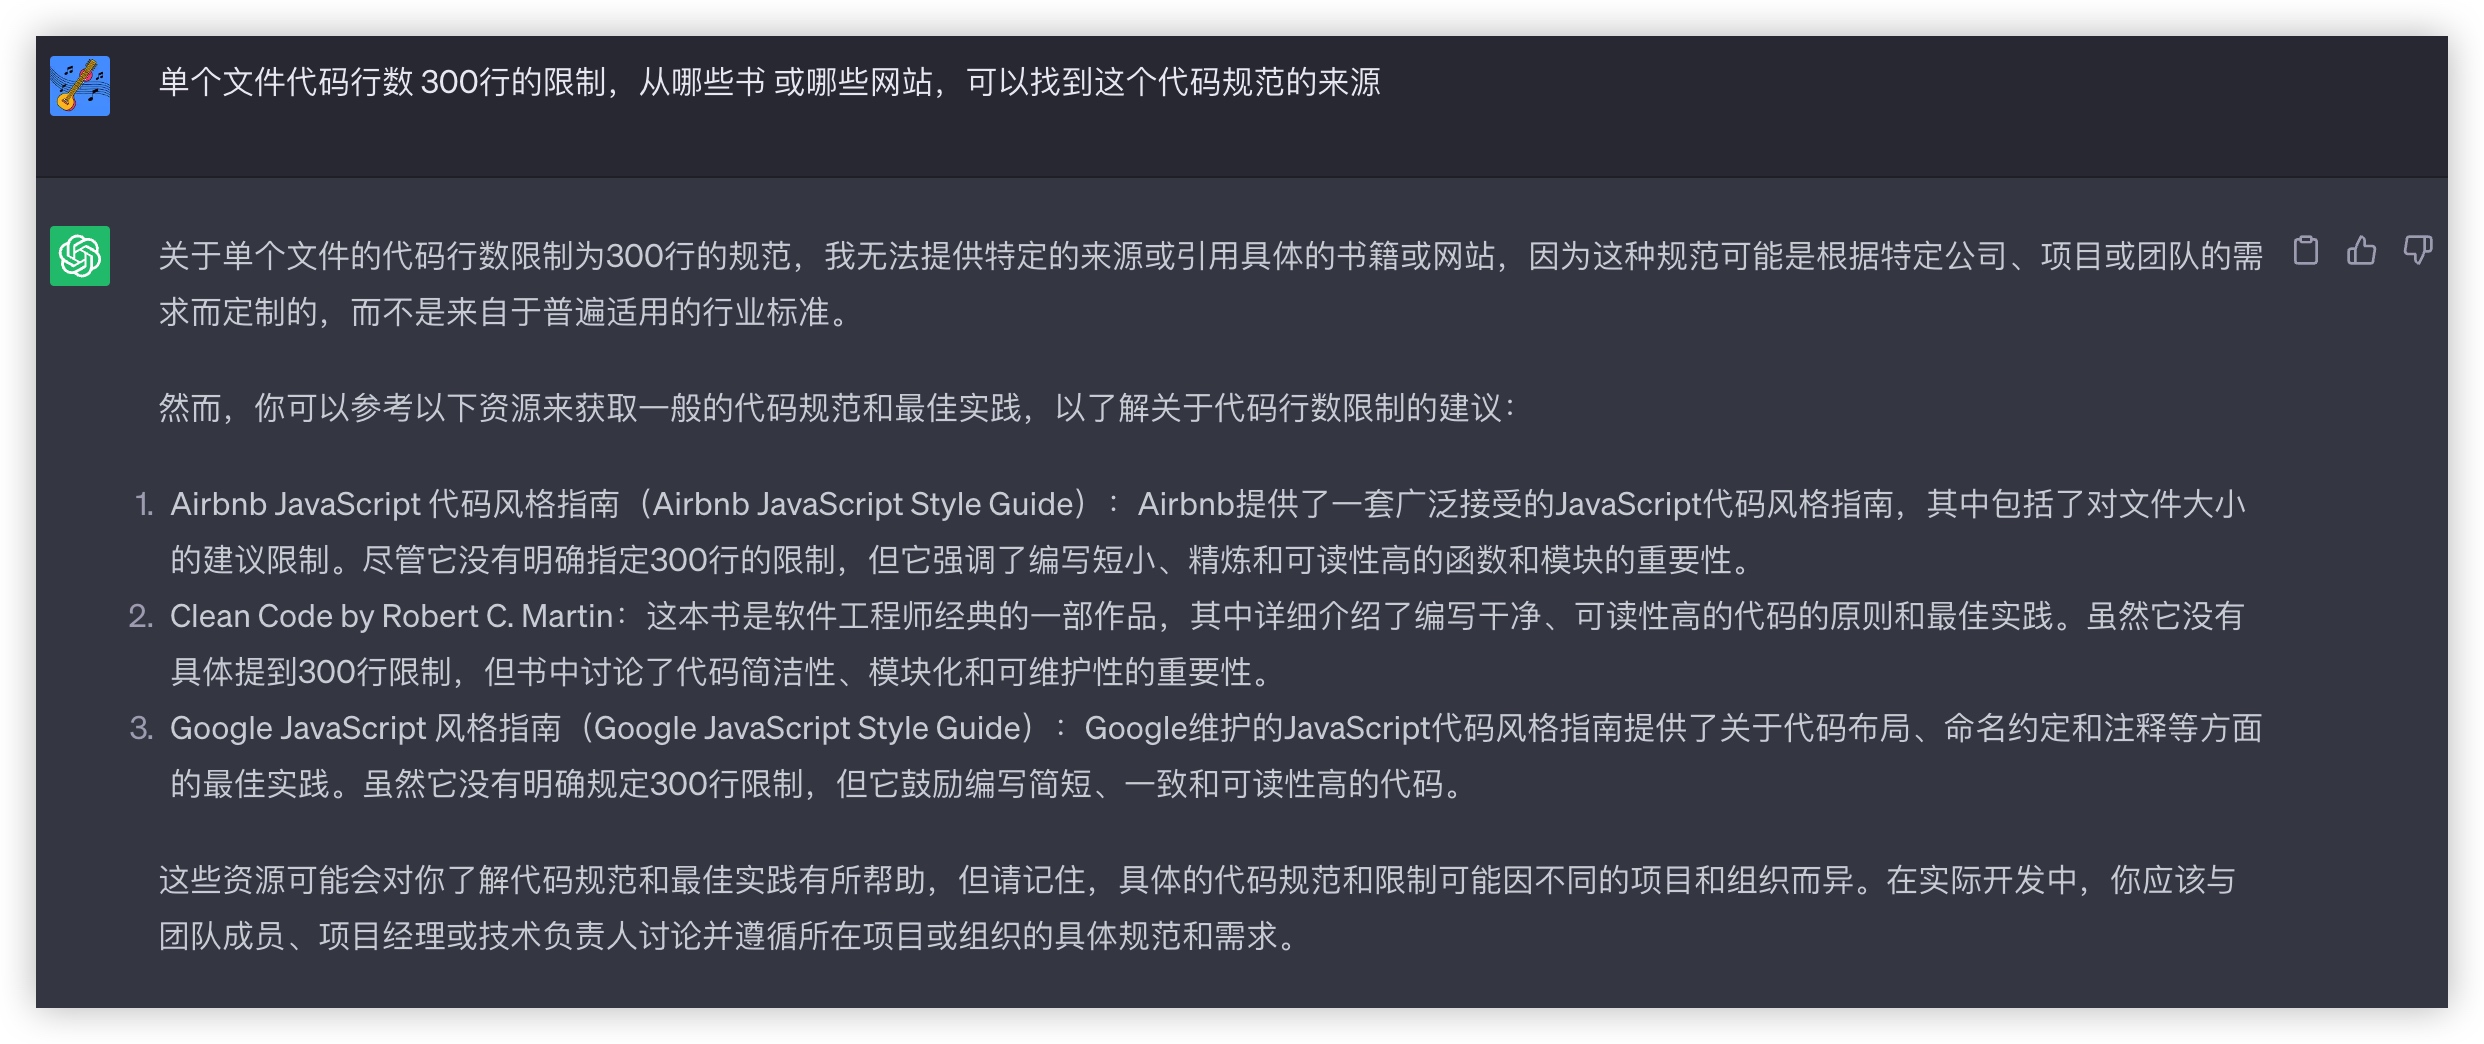 单个文件代码行数 300行的限制，从哪些书 或哪些网站，可以找到这个代码规范的来源
关于单个文件的代码行数限制为300行的规范，我无法提供特定的来源或引用具体的书籍或网站，因为这种规范可能是根据特定公司、项目或团队的需
求而定制的，而不是来自于普遍适用的行业标准。
然而，你可以参考以下资源来获取一般的代码规范和最佳实践，以了解关于代码行数限制的建议：
1. Airbnb JavaScript 代码风格指南（Airbnb JavaScript Style Guide）：Airbnb提供了一套广泛接受的JavaScript代码风格指南，其中包括了对文件大小
的建议限制。尽管它没有明确指定300行的限制，但它强调了编写短小、精炼和可读性高的函数和模块的重要性。
2. Clean Code by Robert C. Martin：这本书是软件工程师经典的一部作品，其中详细介绍了编写干净、可读性高的代码的原则和最佳实践。虽然它没有
具体提到300行限制，但书中讨论了代码简洁性、模块化和可维护性的重要性。
3. Google JavaScript 风格指南（Google JavaScript Style Guide）：Google维护的JavaScript代码风格指南提供了关于代码布局、命名约定和注释等方面
的最佳实践。虽然它没有明确规定300行限制，但它鼓励编写简短、一致和可读性高的代码。
这些资源可能会对你了解代码规范和最佳实践有所帮助，但请记住，具体的代码规范和限制可能因不同的项目和组织而异。在实际开发中，你应该与
团队成员、项目经理或技术负责人讨论并遵循所在项目或组织的具体规范和需求。